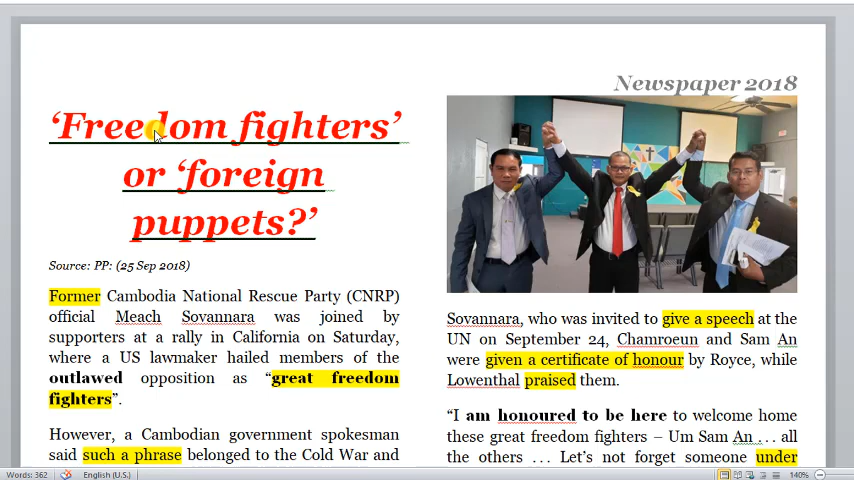 Newspaper 2018
‘Freedom fighters’
or ‘foreign
puppets?’
Source: PP: (25 Sep 2018)
Former Cambodia National Rescue Party (CNRP)
official Meach Sovannara was joined by
supporters at a rally in California on Saturday,
where a US lawmaker hailed members of the
outlawed opposition as “great freedom
fighters”.
However, a Cambodian government spokesman
said such a phrase belonged to the Cold War and
Sovannara, who was invited to give a speech at the
UN on September 24, Chamroeun and Sam An
were given a certificate of honour by Royce, while
Lowenthal praised them.
“I am honoured to be here to welcome home
these great freedom fighters – Um Sam An … all
the others … Let’s not forget someone under
Words: 362
English (U.S.)
140%